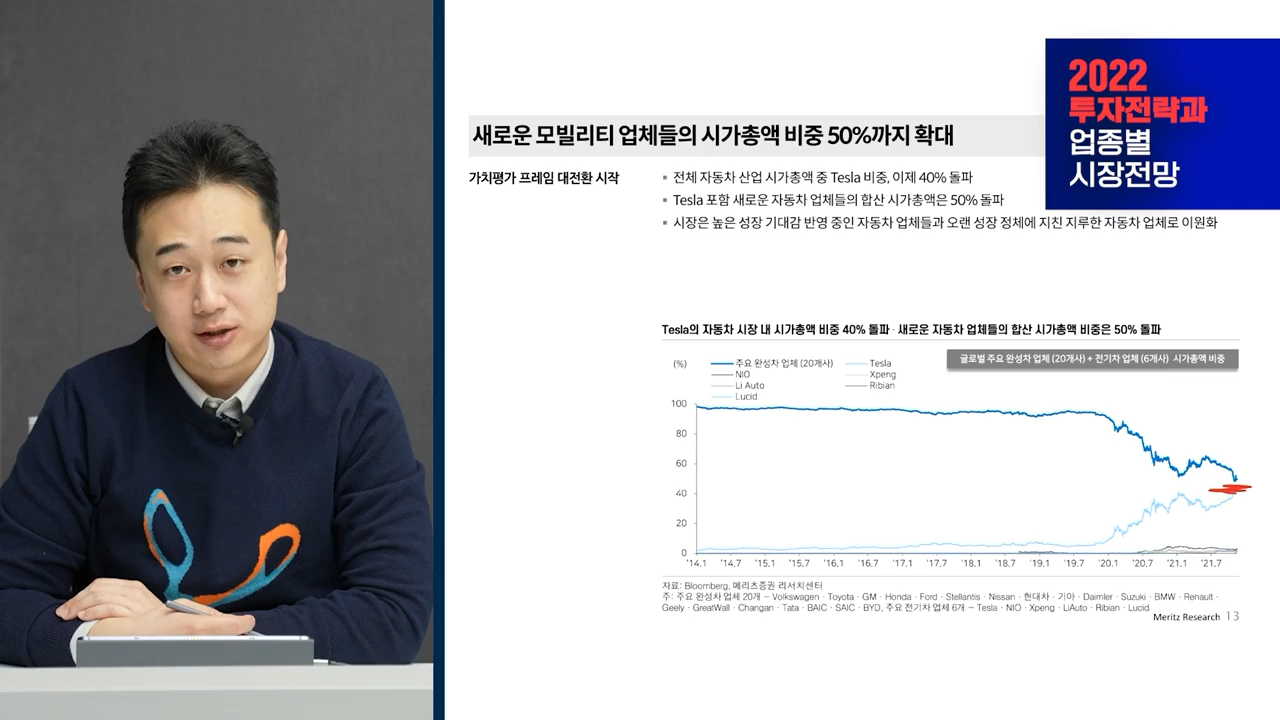 2022
투자전략과
업종별
시장전망
새로운 모빌리티 업체들의 시가총액 비중 50%까지 확대
가치평가 프레임 대전환 시작
▪ 전체 자동차 산업 시가총액 중 Tesla 비중, 이제 40% 돌파
▪ Tesla 포함 새로운 자동차 업체들의 합산 시가총액은 50% 돌파
▪ 시장은 높은 성장 기대감 반영 중인 자동차 업체들과 오랜 성장 정체에 지친 지루한 자동차 업체로 이원화
Tesla의 자동차 시장 내 시가총액 비중 40% 돌파 · 새로운 자동차 업체들의 합산 시가총액 비중은 50% 돌파
글로벌 주요 완성차 업체 (20개사) + 전기차 업체 (6개사) 시가총액 비중
(%)
주요 완성차 업체 (20개사) Tesla
NIO Xpeng
Li Auto Ribian
Lucid
100
80
60
40
20
0
'14.1 '14.7 '15.1 '15.7 '16.1 '16.7 '17.1 '17.7 '18.1 '18.7 '19.1 '19.7 '20.1 '20.7 '21.1 '21.7
자료: Bloomberg, 메리츠증권 리서치센터
주: 주요 완성차 업체 20개 – Volkswagen · Toyota · GM · Honda · Ford · Stellantis · Nissan · 현대차 · 기아 · Daimler · Suzuki · BMW · Renault ·
Geely · GreatWall · Changan · Tata · BAIC · SAIC · BYD, 주요 전기차 업체 6개 – Tesla · NIO · Xpeng · LiAuto · Ribian · Lucid
Meritz Research 13